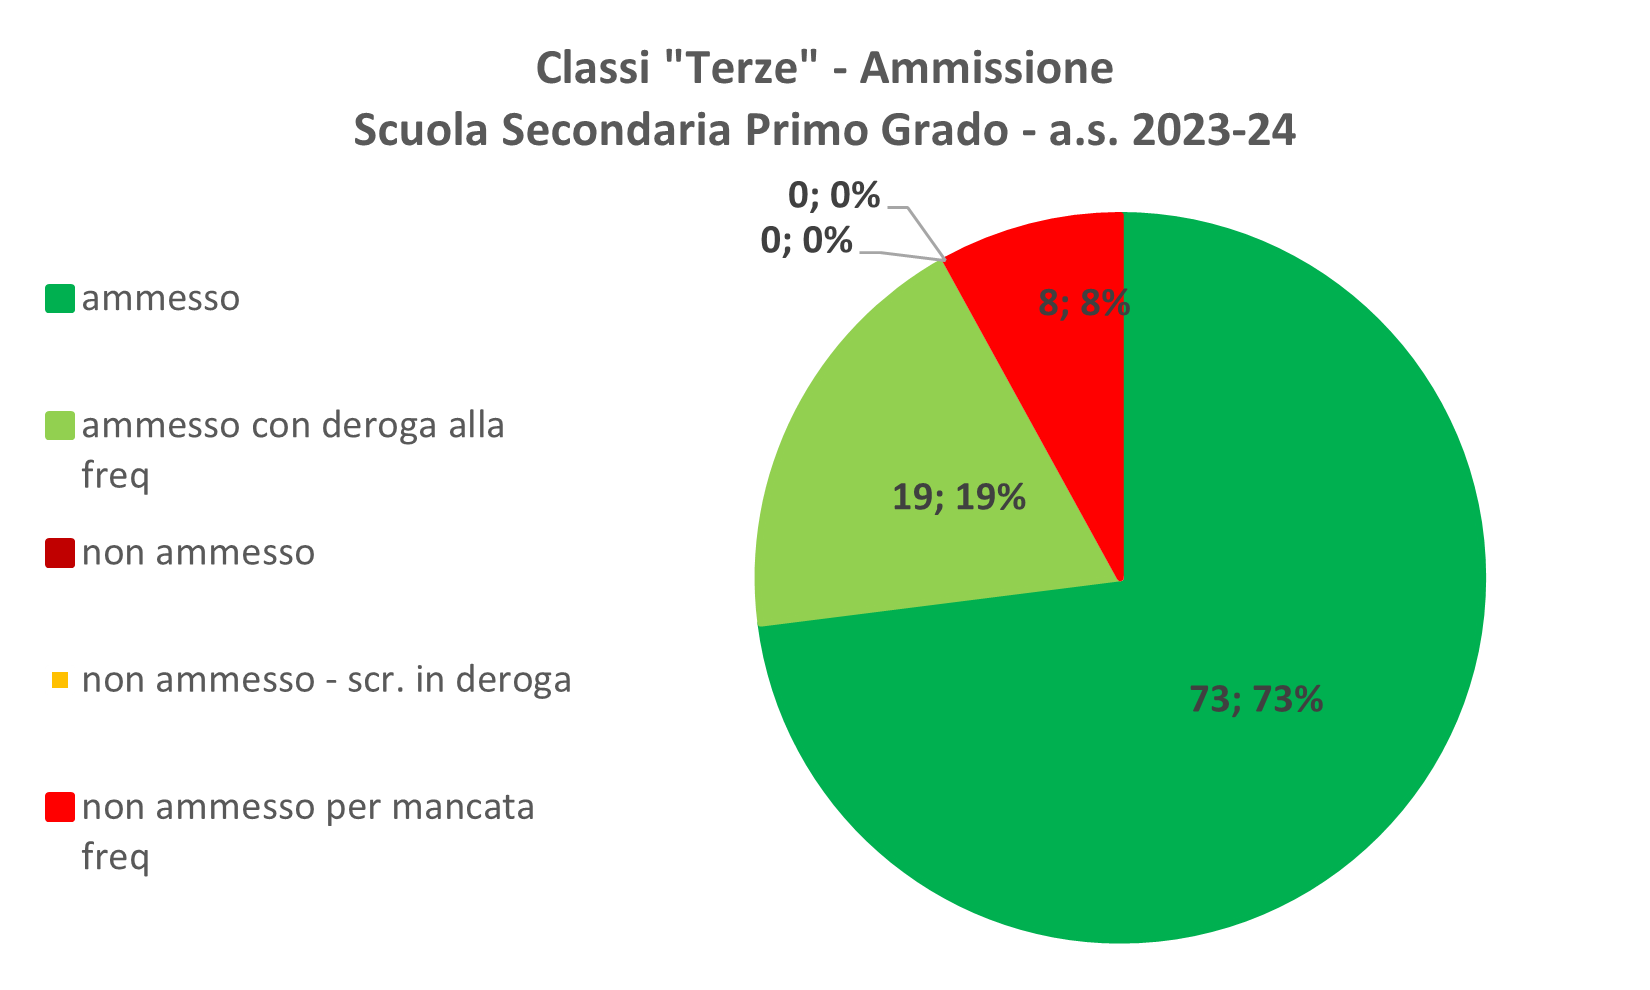 Classi "Terze" - Ammissione
Scuola Secondaria Primo Grado - a.s. 2023-24
0; 0%
0; 0%
8; 8%
19; 19%
73; 73%
ammesso
ammesso con deroga alla
freq
non ammesso
non ammesso - scr. in deroga
non ammesso per mancata
freq